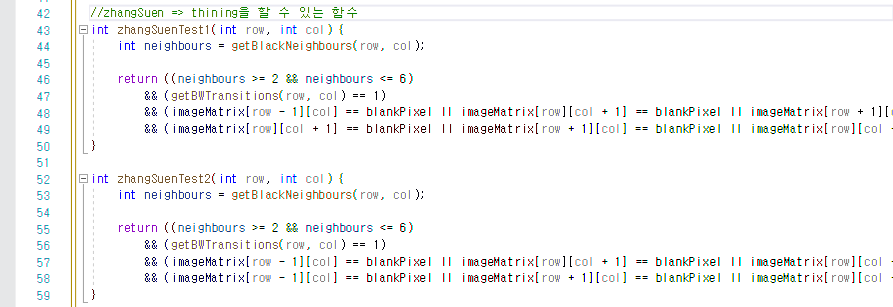 42 //zhangSuen => thining을 할 수 있는 함수
43 int zhangSuenTest1(int row, int col) {
44 int neighbours = getBlackNeighbours(row, col);
45
46 return ((neighbours >= 2 && neighbours <= 6)
47 && (getBWTransitions(row, col) == 1)
48 && (imageMatrix[row - 1][col] == blankPixel || imageMatrix[row][col + 1] == blankPixel || imageMatrix[row + 1][
49 && (imageMatrix[row][col + 1] == blankPixel || imageMatrix[row + 1][col] == blankPixel || imageMatrix[row][col -
50 }
51
52 int zhangSuenTest2(int row, int col) {
53 int neighbours = getBlackNeighbours(row, col);
54
55 return ((neighbours >= 2 && neighbours <= 6)
56 && (getBWTransitions(row, col) == 1)
57 && (imageMatrix[row - 1][col] == blankPixel || imageMatrix[row][col + 1] == blankPixel || imageMatrix[row][col -
58 && (imageMatrix[row - 1][col] == blankPixel || imageMatrix[row + 1][col] == blankPixel || imageMatrix[row][col -
59 }